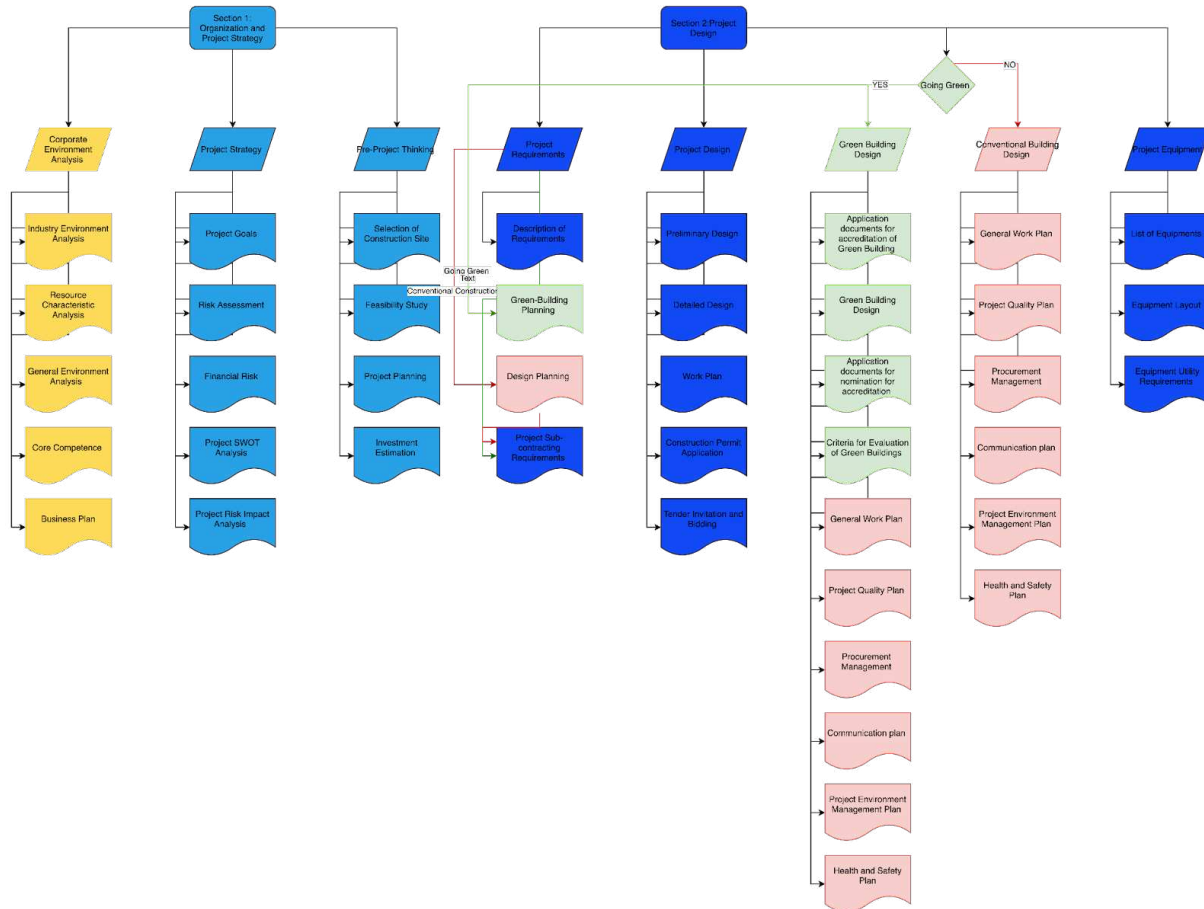 Section 1:
Organization and
Project Strategy
Section 2:Project
Design
NO
YES
Going Green
Corporate
Environment
Analysis
Project Strategy
Pre-Project Thinking
Project
Requirements
Project Design
Green Building
Design
Conventional Building
Design
Project Equipment
Industry Environment
Analysis
Project Goals
Selection of
Construction Site
Description of
Requirements
Preliminary Design
Application
documents for
accreditation of
Green Building
General Work Plan
List of Equipments
Going Green
Text
Conventional Construction
Resource
Characteristic
Analysis
Risk Assessment
Feasibility Study
Green-Building
Planning
Detailed Design
Green Building
Design
Project Quality Plan
Equipment Layout
General Environment
Analysis
Financial Risk
Project Planning
Design Planning
Work Plan
Application
documents for
nomination for
accreditation
Procurement
Management
Equipment Utility
Requirements
Core Competence
Project SWOT
Analysis
Investment
Estimation
Project Sub-
contracting
Requirements
Construction Permit
Application
Criteria for Evaluation
of Green Buildings
Communication plan
Business Plan
Project Risk Impact
Analysis
Tender Invitation and
Bidding
General Work Plan
Project Environment
Management Plan
Project Quality Plan
Health and Safety
Plan
Procurement
Management
Communication plan
Project Environment
Management Plan
Health and Safety
Plan